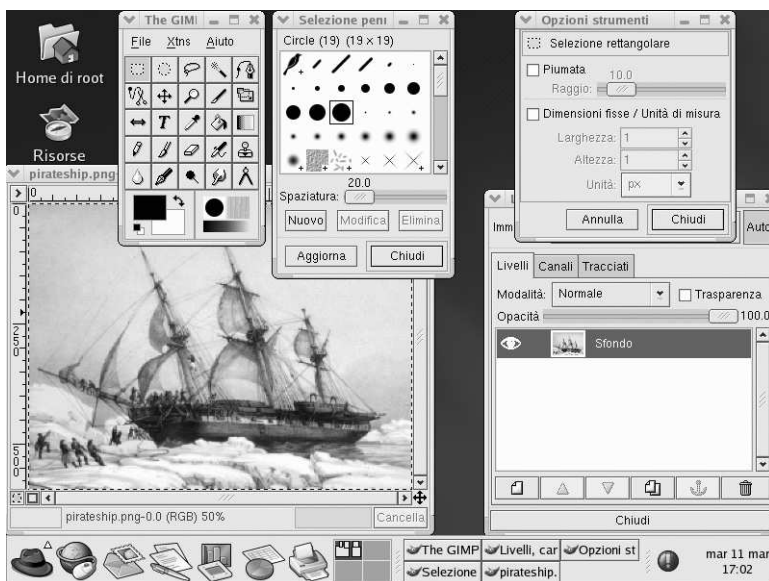 Home di root
Risorse
The GIMP
File Xtns Aiuto
Selezione penn
Circle (19) (19 × 19)
20.0
Spaziatura:
Nuovo Modifica Elimina
Aggiorna Chiudi
Opzioni strumenti
Selezione rettangolare
Piumata
10.0
Raggio:
Dimensioni fisse / Unità di misura
Larghezza: 1
Altezza: 1
Unità: px
Annulla Chiudi
pirateship.png-
0
0
250
500
pirateship.png-0.0 (RGB) 50%
Cancella
L
Imm
Auto
Livelli Canali Tracciati
Modalità: Normale Trasparenza
Opacità 100.0
Sfondo
Chiudi
The GIMP Livelli, car Opzioni st
Selezione pirateship.
mar 11 mar
17:02